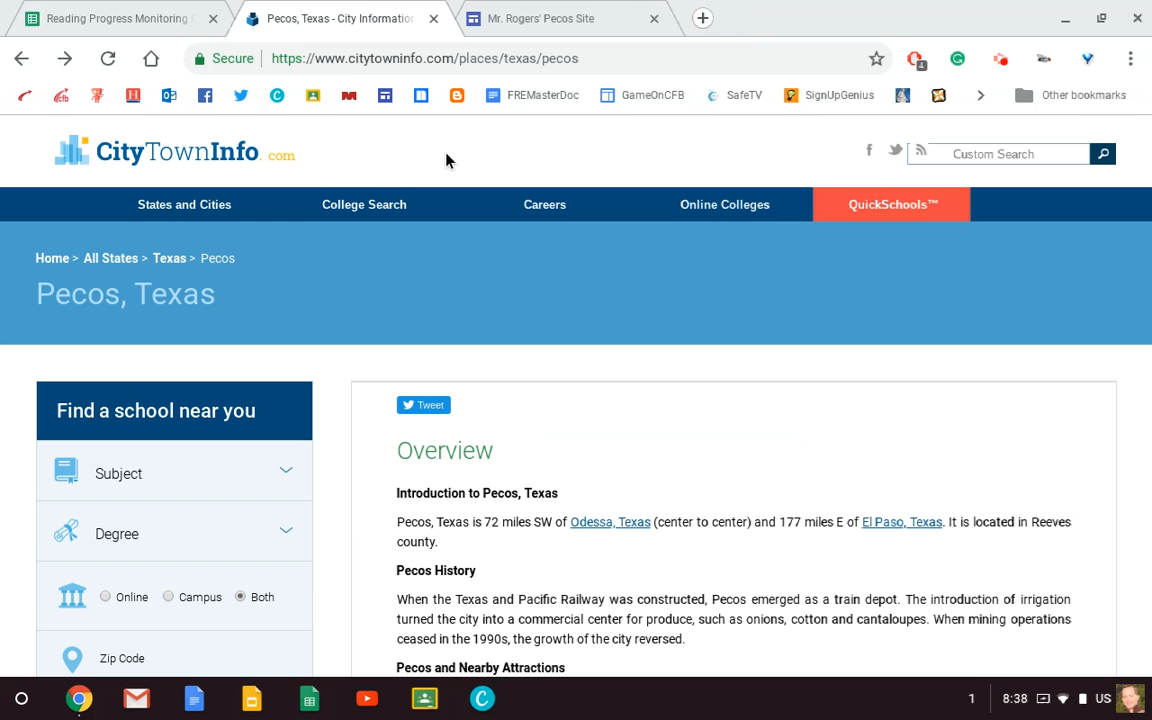 Reading Progress Monitoring
Pecos, Texas - City Information
Mr. Rogers' Pecos Site
Secure
https://www.citytowninfo.com/places/texas/pecos
4
FREMasterDoc
GameOnCFB
SafeTV
SignUpGenius
Other bookmarks
CityTownInfo.com
Custom Search
States and Cities
College Search
Careers
Online Colleges
QuickSchools™
Home > All States > Texas > Pecos
Pecos, Texas
Find a school near you
Subject
Degree
Online
Campus
Both
Zip Code
Tweet
Overview
Introduction to Pecos, Texas
Pecos, Texas is 72 miles SW of Odessa, Texas (center to center) and 177 miles E of El Paso, Texas. It is located in Reeves
county.
Pecos History
When the Texas and Pacific Railway was constructed, Pecos emerged as a train depot. The introduction of irrigation
turned the city into a commercial center for produce, such as onions, cotton and cantaloupes. When mining operations
ceased in the 1990s, the growth of the city reversed.
Pecos and Nearby Attractions
1
8:38
US